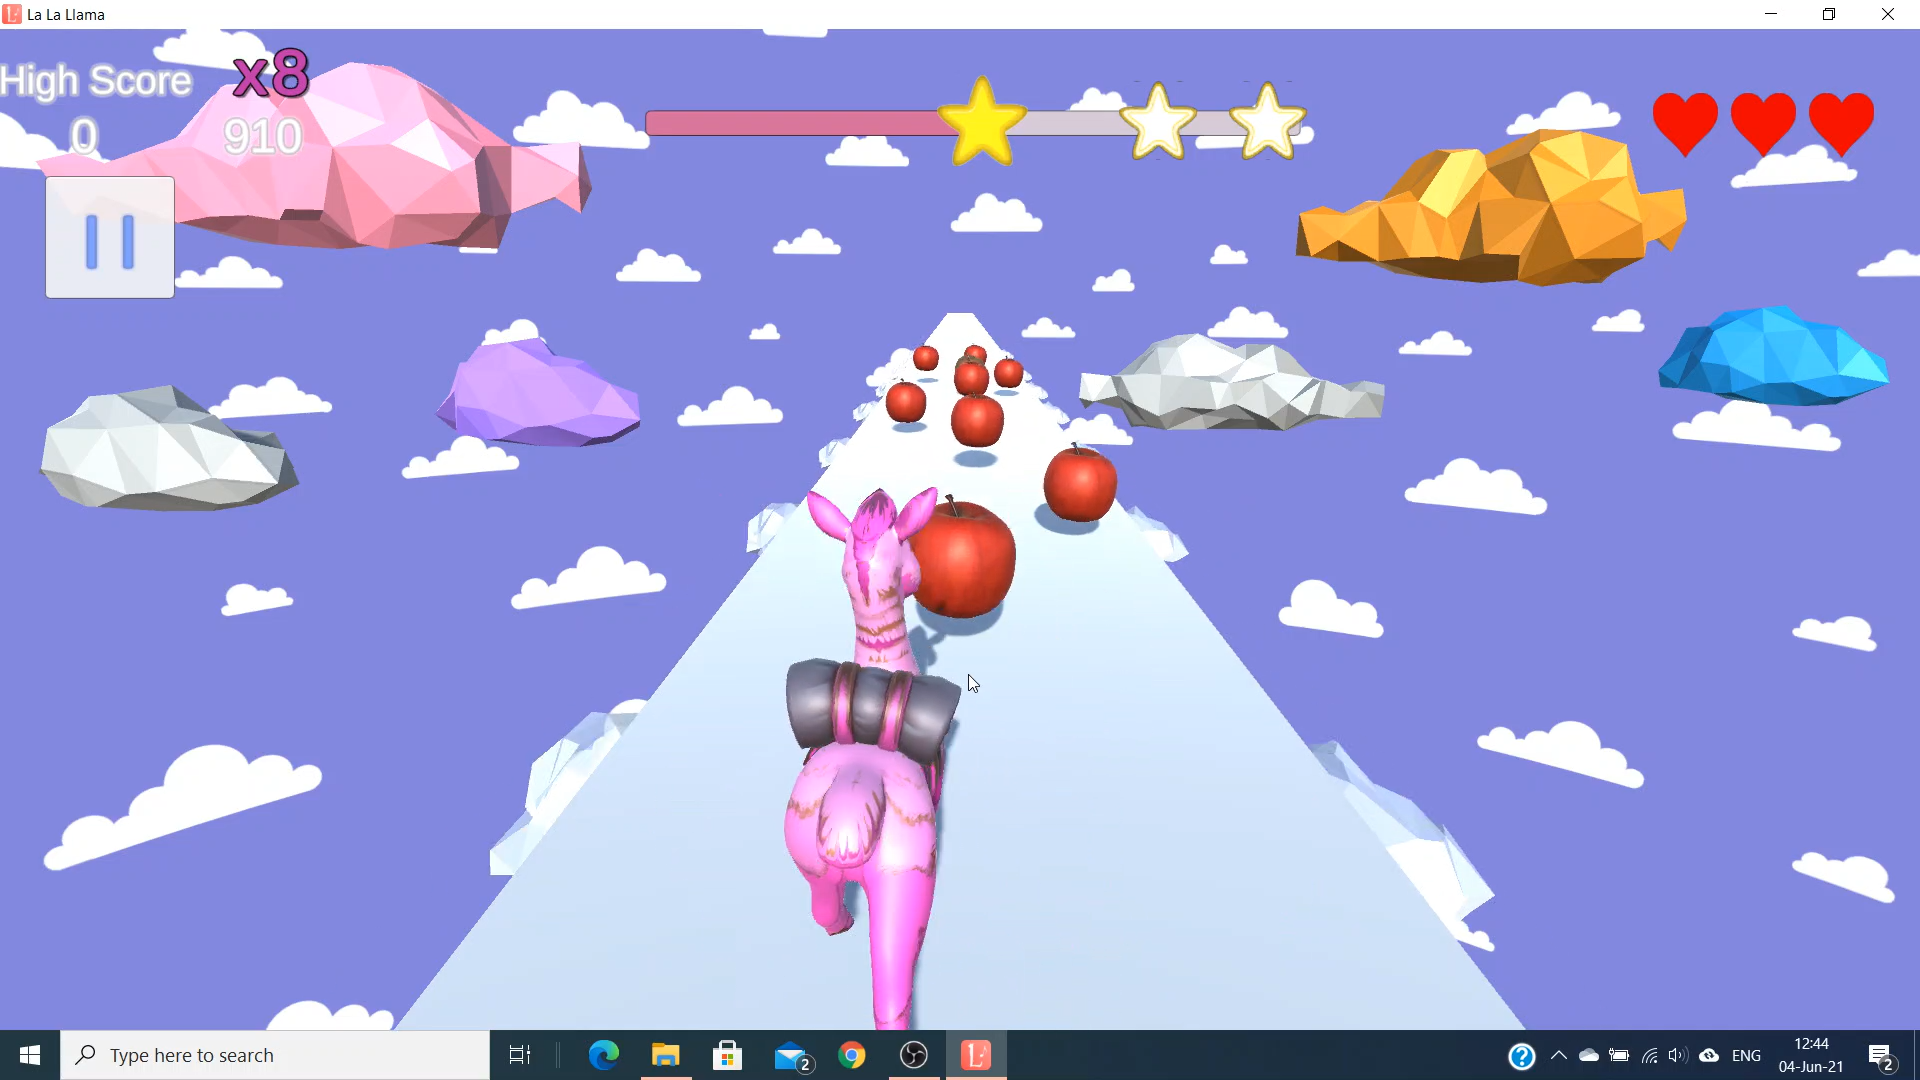 La La Llama
High Score
x8
0
910
Type here to search
2
ENG
12:44
04-Jun-21
2